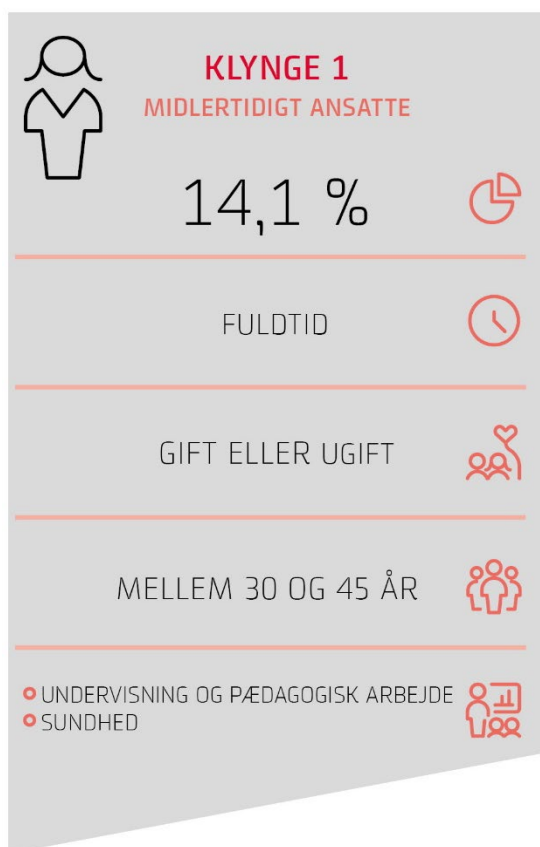 KLYNGE 1
MIDLERTIDIGT ANSATTE
14,1 %
FULDTID
GIFT ELLER UGIFT
MELLEM 30 OG 45 ÅR
UNDERVISNING OG PÆDAGOGISK ARBEJDE
SUNDHED